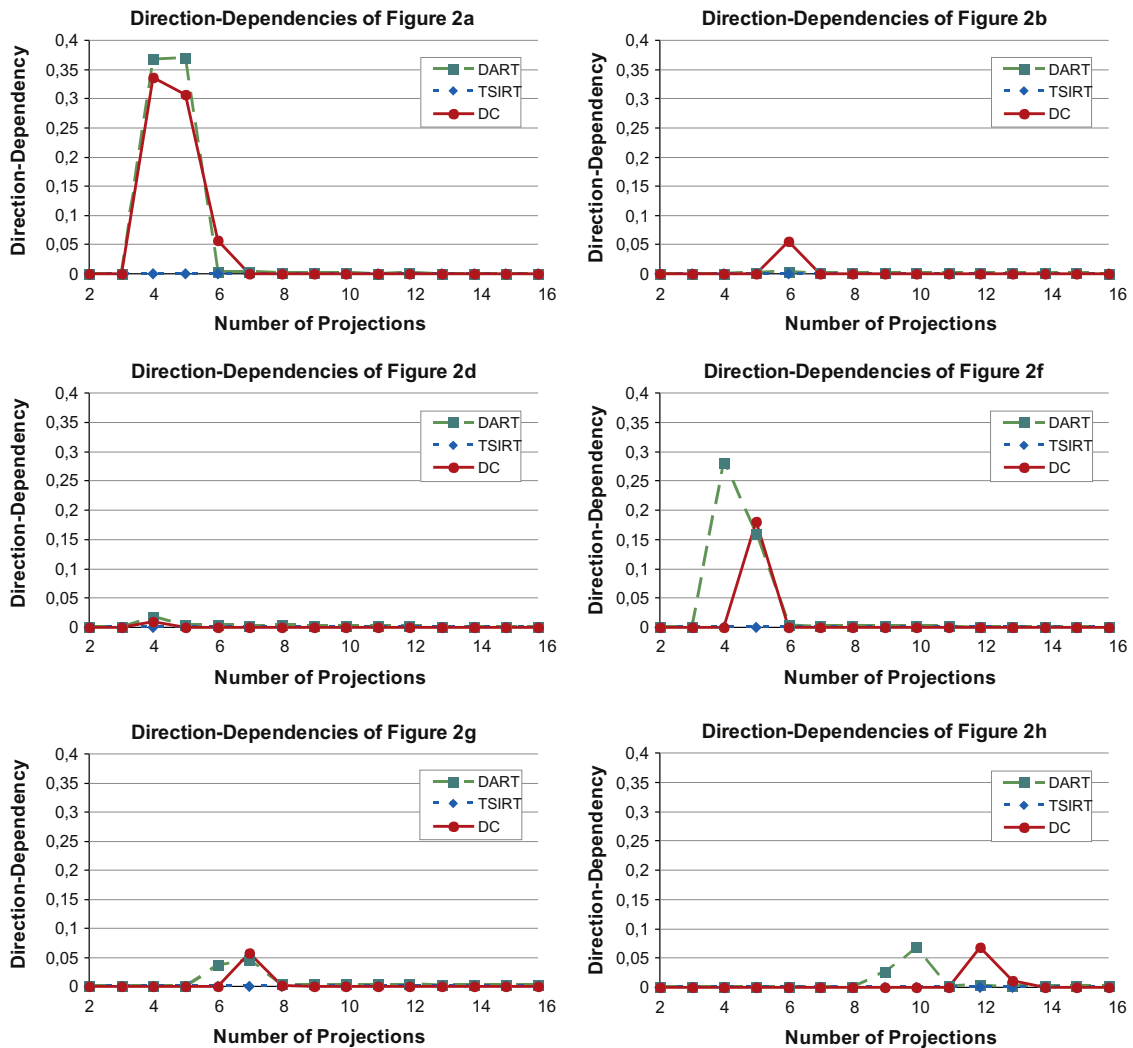 Direction-Dependencies of Figure 2a
0,4
0,35
0,3
0,25
0,2
0,15
0,1
0,05
0
Direction-Dependency
DART
TSIRT
DC
2 4 6 8 10 12 14 16
Number of Projections
Direction-Dependencies of Figure 2b
0,4
0,35
0,3
0,25
0,2
0,15
0,1
0,05
0
Direction-Dependency
DART
TSIRT
DC
2 4 6 8 10 12 14 16
Number of Projections
Direction-Dependencies of Figure 2d
0,4
0,35
0,3
0,25
0,2
0,15
0,1
0,05
0
Direction-Dependency
DART
TSIRT
DC
2 4 6 8 10 12 14 16
Number of Projections
Direction-Dependencies of Figure 2f
0,4
0,35
0,3
0,25
0,2
0,15
0,1
0,05
0
Direction-Dependency
DART
TSIRT
DC
2 4 6 8 10 12 14 16
Number of Projections
Direction-Dependencies of Figure 2g
0,4
0,35
0,3
0,25
0,2
0,15
0,1
0,05
0
Direction-Dependency
DART
TSIRT
DC
2 4 6 8 10 12 14 16
Number of Projections
Direction-Dependencies of Figure 2h
0,4
0,35
0,3
0,25
0,2
0,15
0,1
0,05
0
Direction-Dependency
DART
TSIRT
DC
2 4 6 8 10 12 14 16
Number of Projections